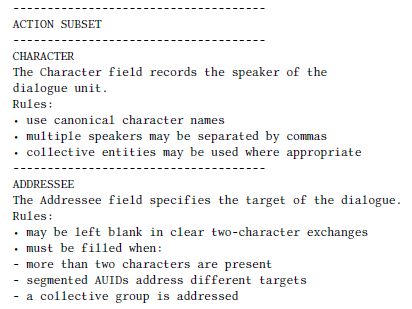 ------------------------------------
ACTION SUBSET
------------------------------------
CHARACTER
The Character field records the speaker of the
dialogue unit.
Rules:
• use canonical character names
• multiple speakers may be separated by commas
• collective entities may be used where appropriate
------------------------------------
ADDRESSEE
The Addressee field specifies the target of the dialogue.
Rules:
• may be left blank in clear two-character exchanges
• must be filled when:
- more than two characters are present
- segmented AUIDs address different targets
- a collective group is addressed